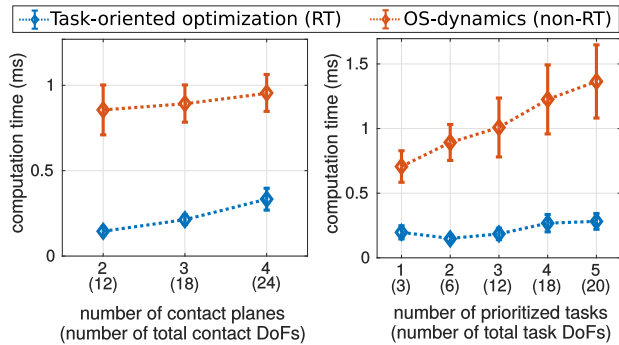 Task-oriented optimization (RT) OS-dynamics (non-RT)
computation time (ms)
1
0.5
0
2 3 4
(12) (18) (24)
number of contact planes
(number of total contact DoFs)
computation time (ms)
1.5
1
0.5
0
1 2 3 4 5
(3) (6) (12) (18) (20)
number of prioritized tasks
(number of total task DoFs)